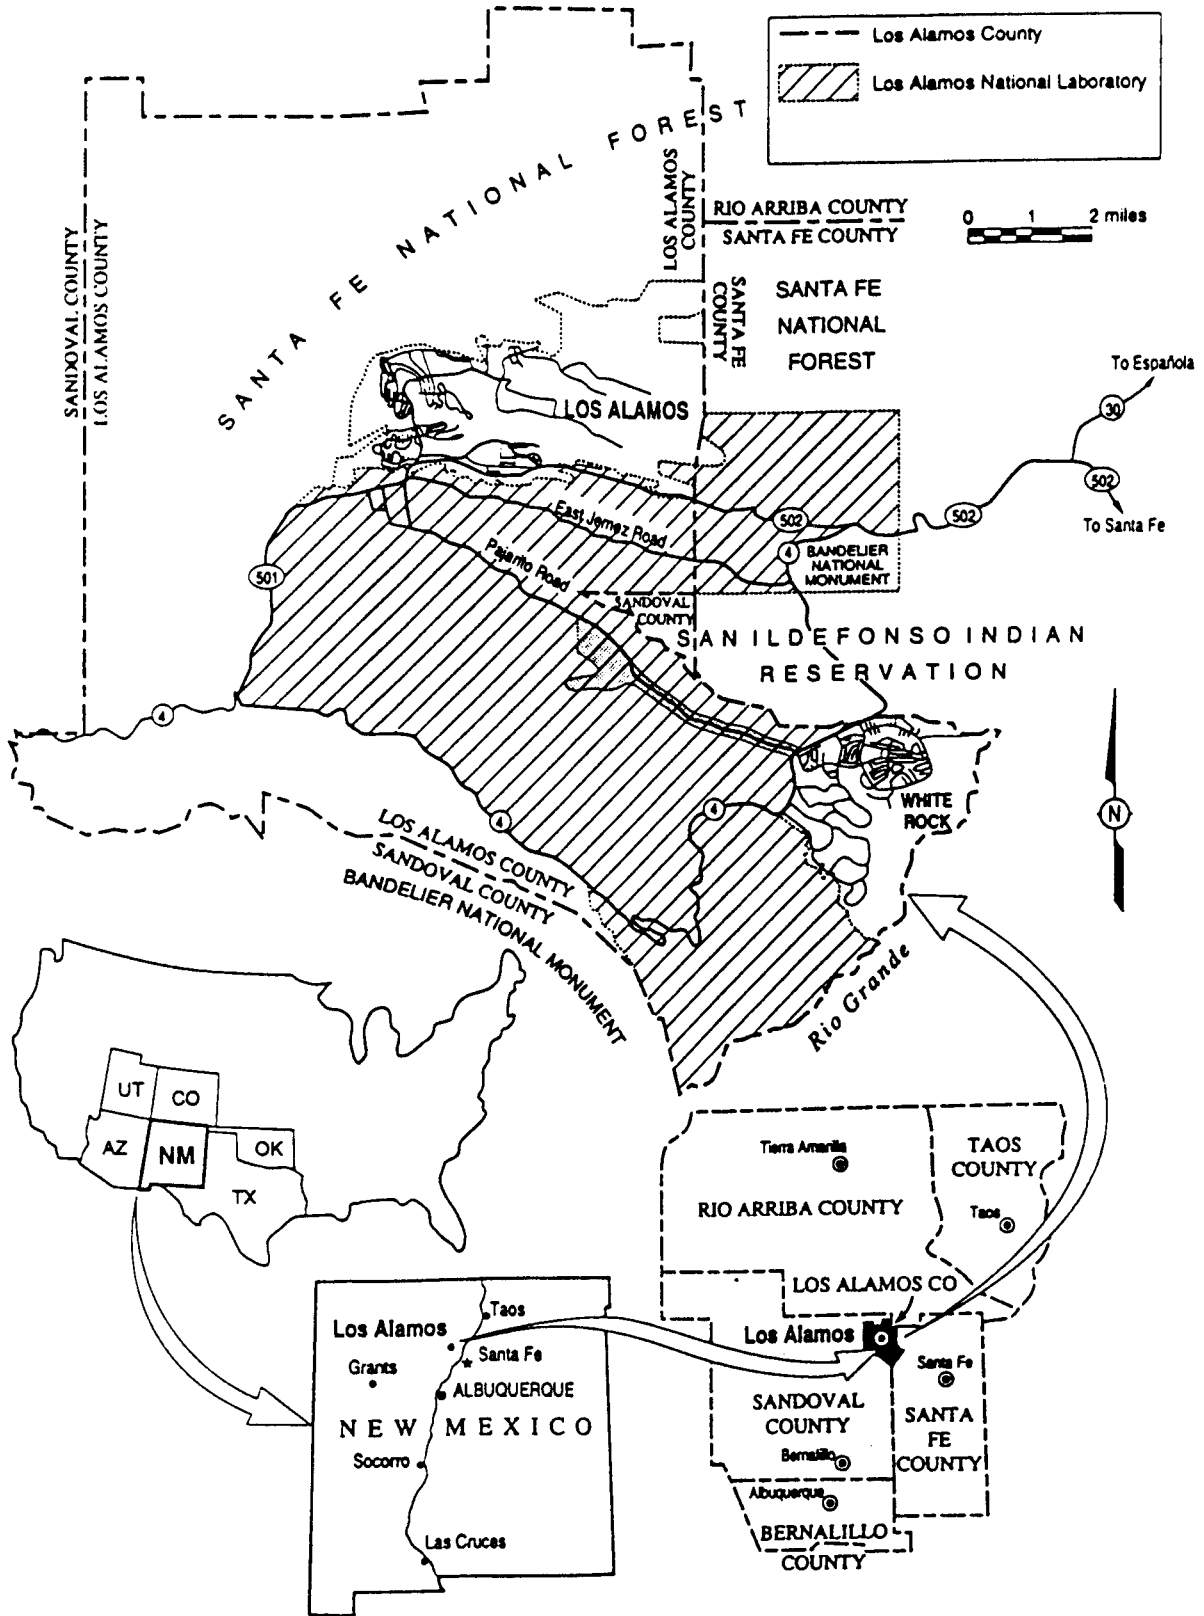 Los Alamos County
Los Alamos National Laboratory
SANTA FE NATIONAL FOREST
LOS ALAMOS
COUNTY
RIO ARRIBA COUNTY
SANTA FE COUNTY
0 1 2 miles
SANDOVAL COUNTY
LOS ALAMOS COUNTY
SANTA FE
COUNTY
SANTA FE
NATIONAL
FOREST
To Española
30
LOS ALAMOS
502
To Santa Fe
502
502
East Jemez Road
4
BANDELIER
NATIONAL
MONUMENT
Pajarito Road
501
SANDOVAL
COUNTY
SAN ILDEFONSO INDIAN
RESERVATION
4
WHITE
ROCK
4
4
N
LOS ALAMOS COUNTY
SANDOVAL COUNTY
BANDELIER NATIONAL MONUMENT
Rio Grande
UT
CO
AZ
NM
OK
TX
Tierra Amarilla
TAOS
COUNTY
RIO ARRIBA COUNTY
Taos
LOS ALAMOS CO
Los Alamos
Santa Fe
SANDOVAL
COUNTY
SANTA
FE
COUNTY
Bernalillo
Albuquerque
BERNALILLO
COUNTY
Taos
Los Alamos
Santa Fe
Grants
ALBUQUERQUE
NEW MEXICO
Socorro
Las Cruces